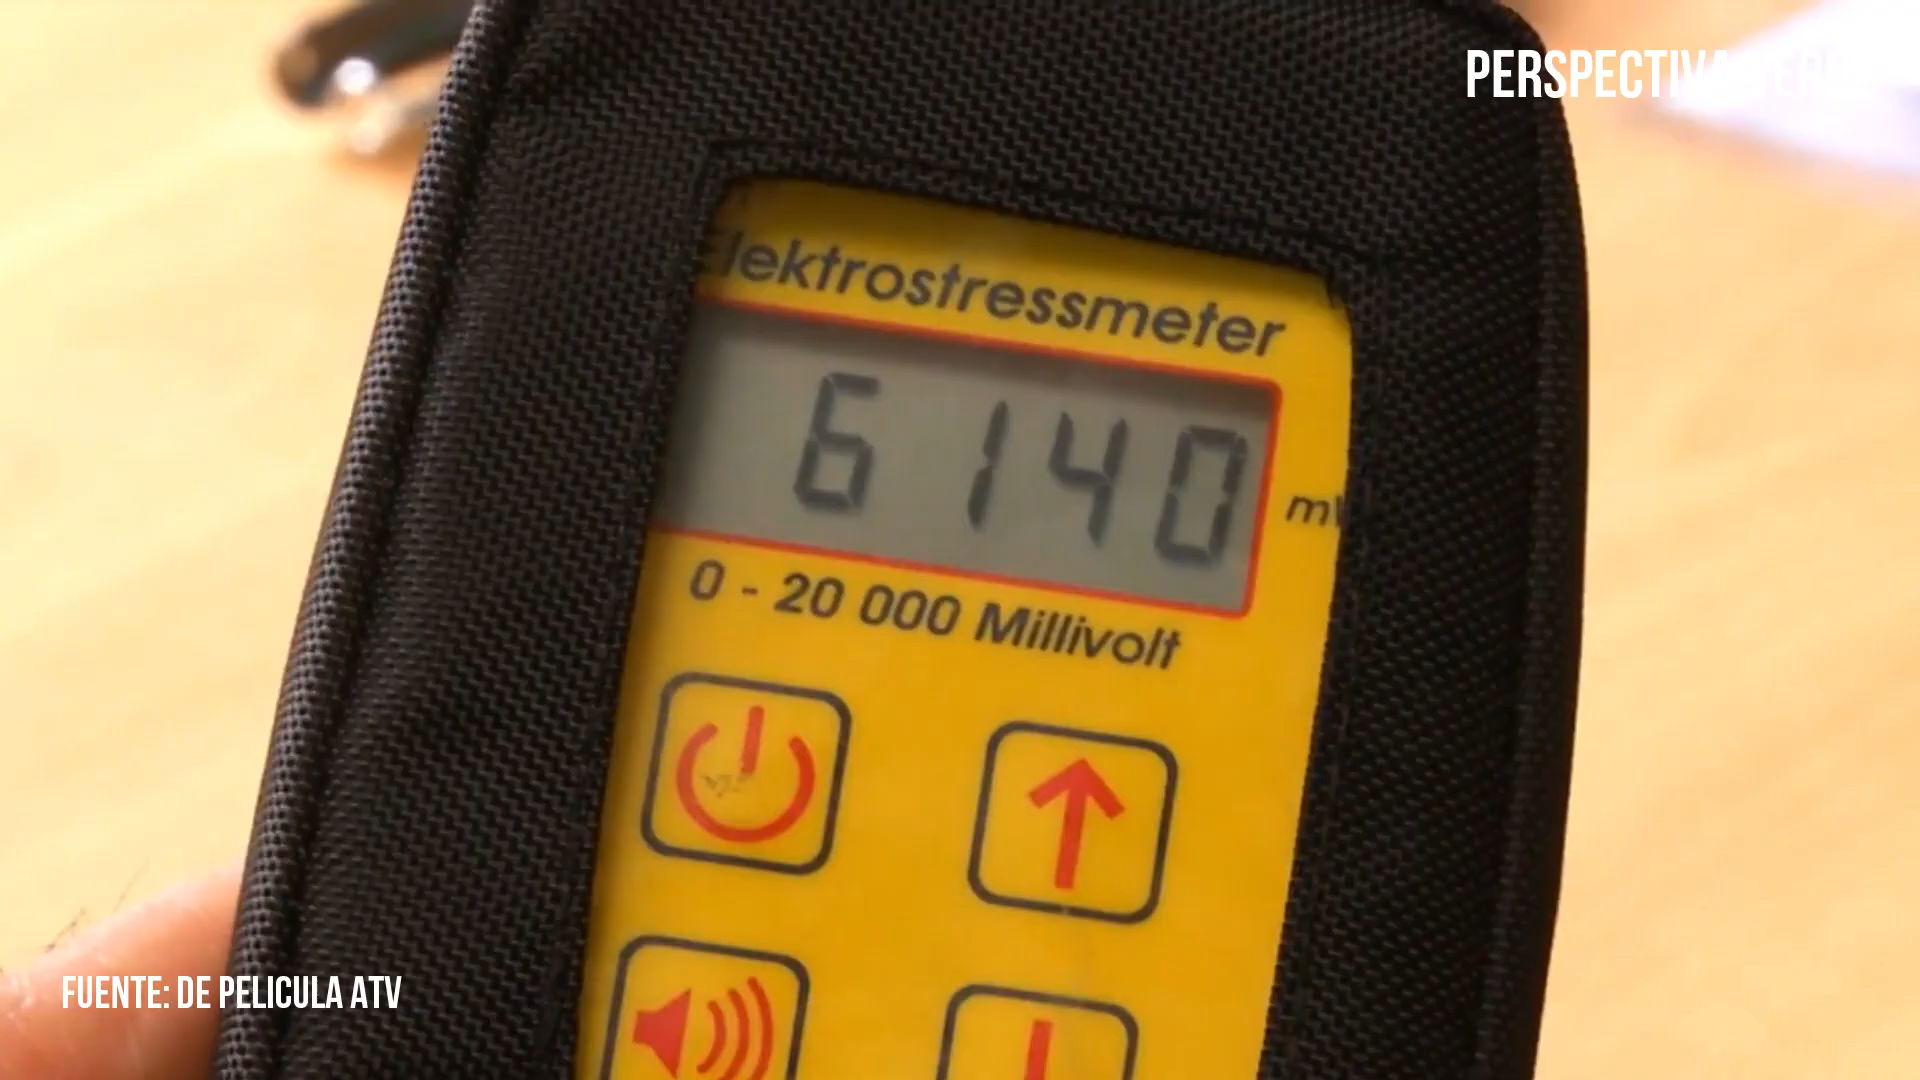 PERSPECTIVA
Elektrostressmeter
6140
0 - 20 000 Millivolt
FUENTE: DE PELICULA ATV